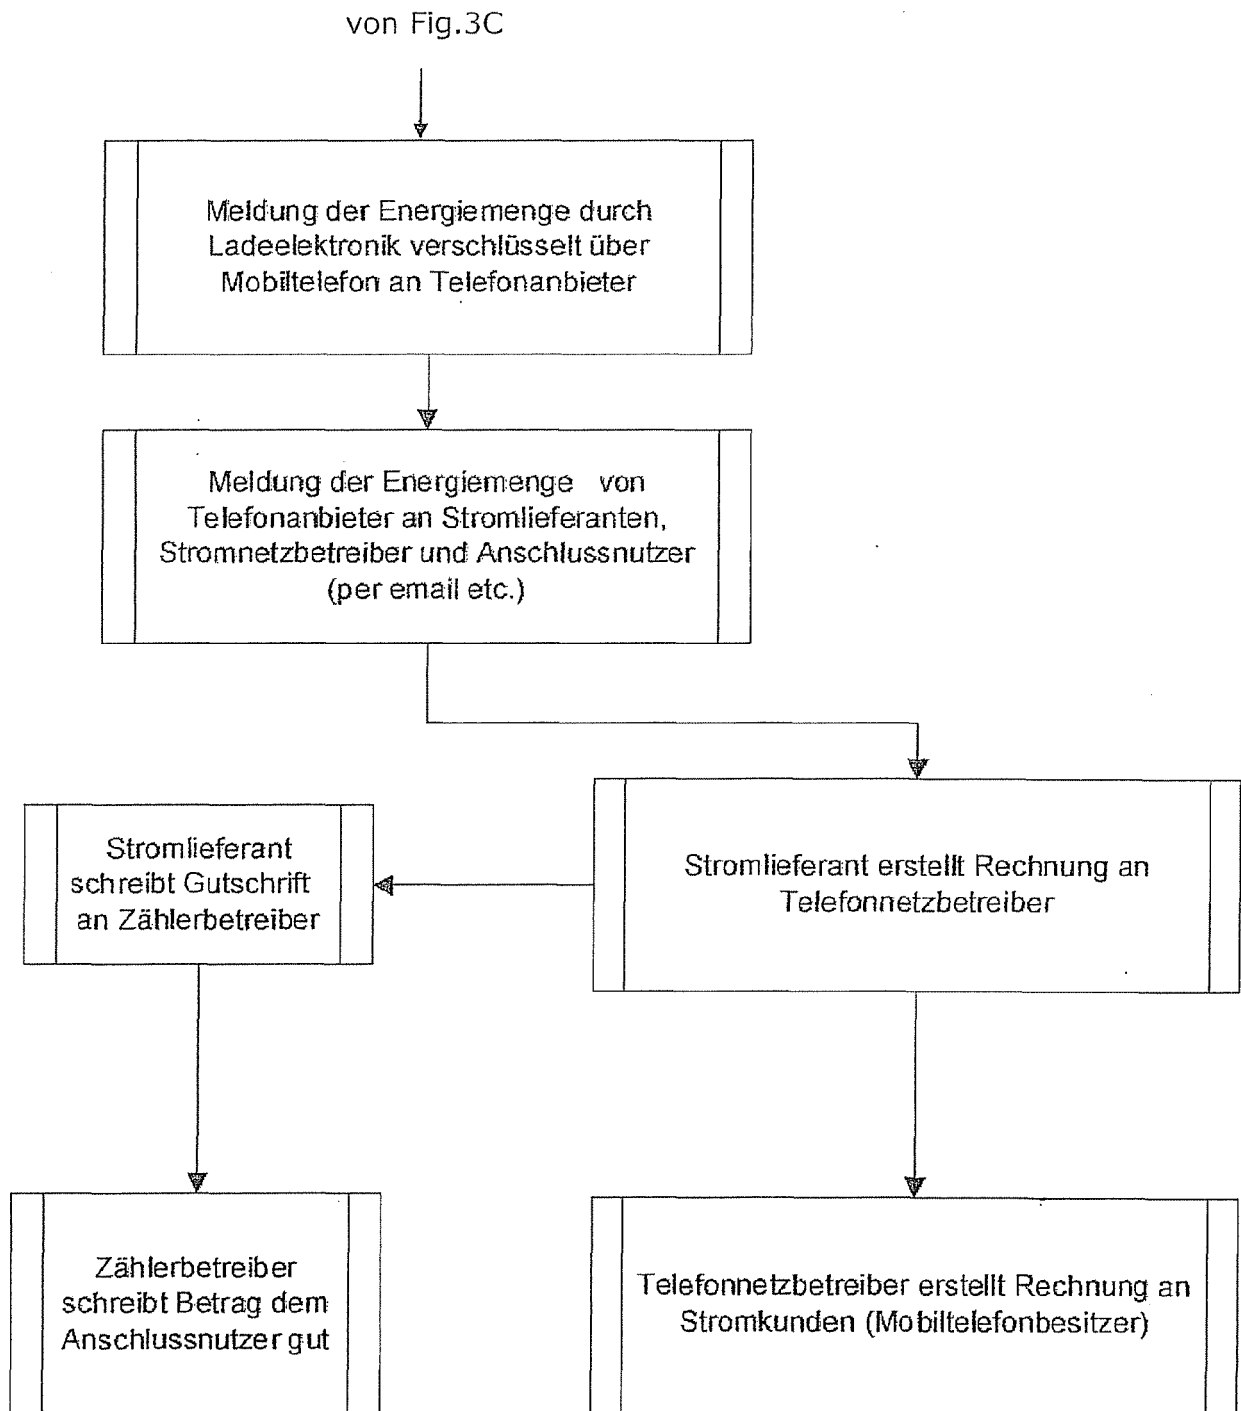 von Fig.3C
Meldung der Energiemenge durch
Ladeelektronik verschlüsselt über
Mobiltelefon an Telefonanbieter
Meldung der Energiemenge von
Telefonanbieter an Stromlieferanten,
Stromnetzbetreiber und Anschlussnutzer
(per email etc.)
Stromlieferant erstellt Rechnung an
Telefonnetzbetreiber
Stromlieferant
schreibt Gutschrift
an Zählerbetreiber
Zählerbetreiber
schreibt Betrag dem
Anschlussnutzer gut
Telefonnetzbetreiber erstellt Rechnung an
Stromkunden (Mobiltelefonbesitzer)